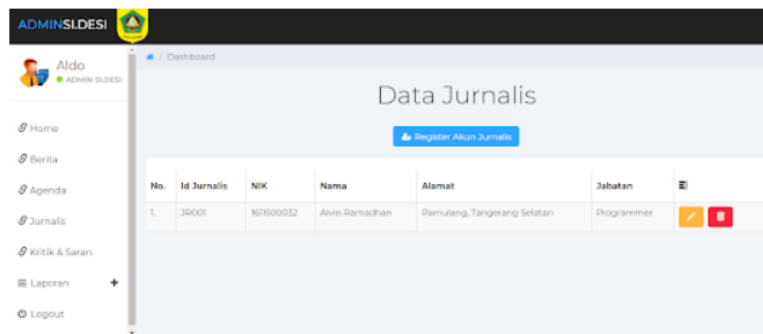 ADMINSI.DESI
Aldo
ADMIN SI.DESI
Home
Berita
Agenda
Jurnalis
Kritik & Saran
Laporan
Logout
/ Dashboard
Data Jurnalis
Register Akun Jurnalis
No. Id Jurnalis NIK Nama Alamat Jabatan
1. JR001 1611500032 Alvin Ramadhan Pamulang, Tangerang Selatan Programmer